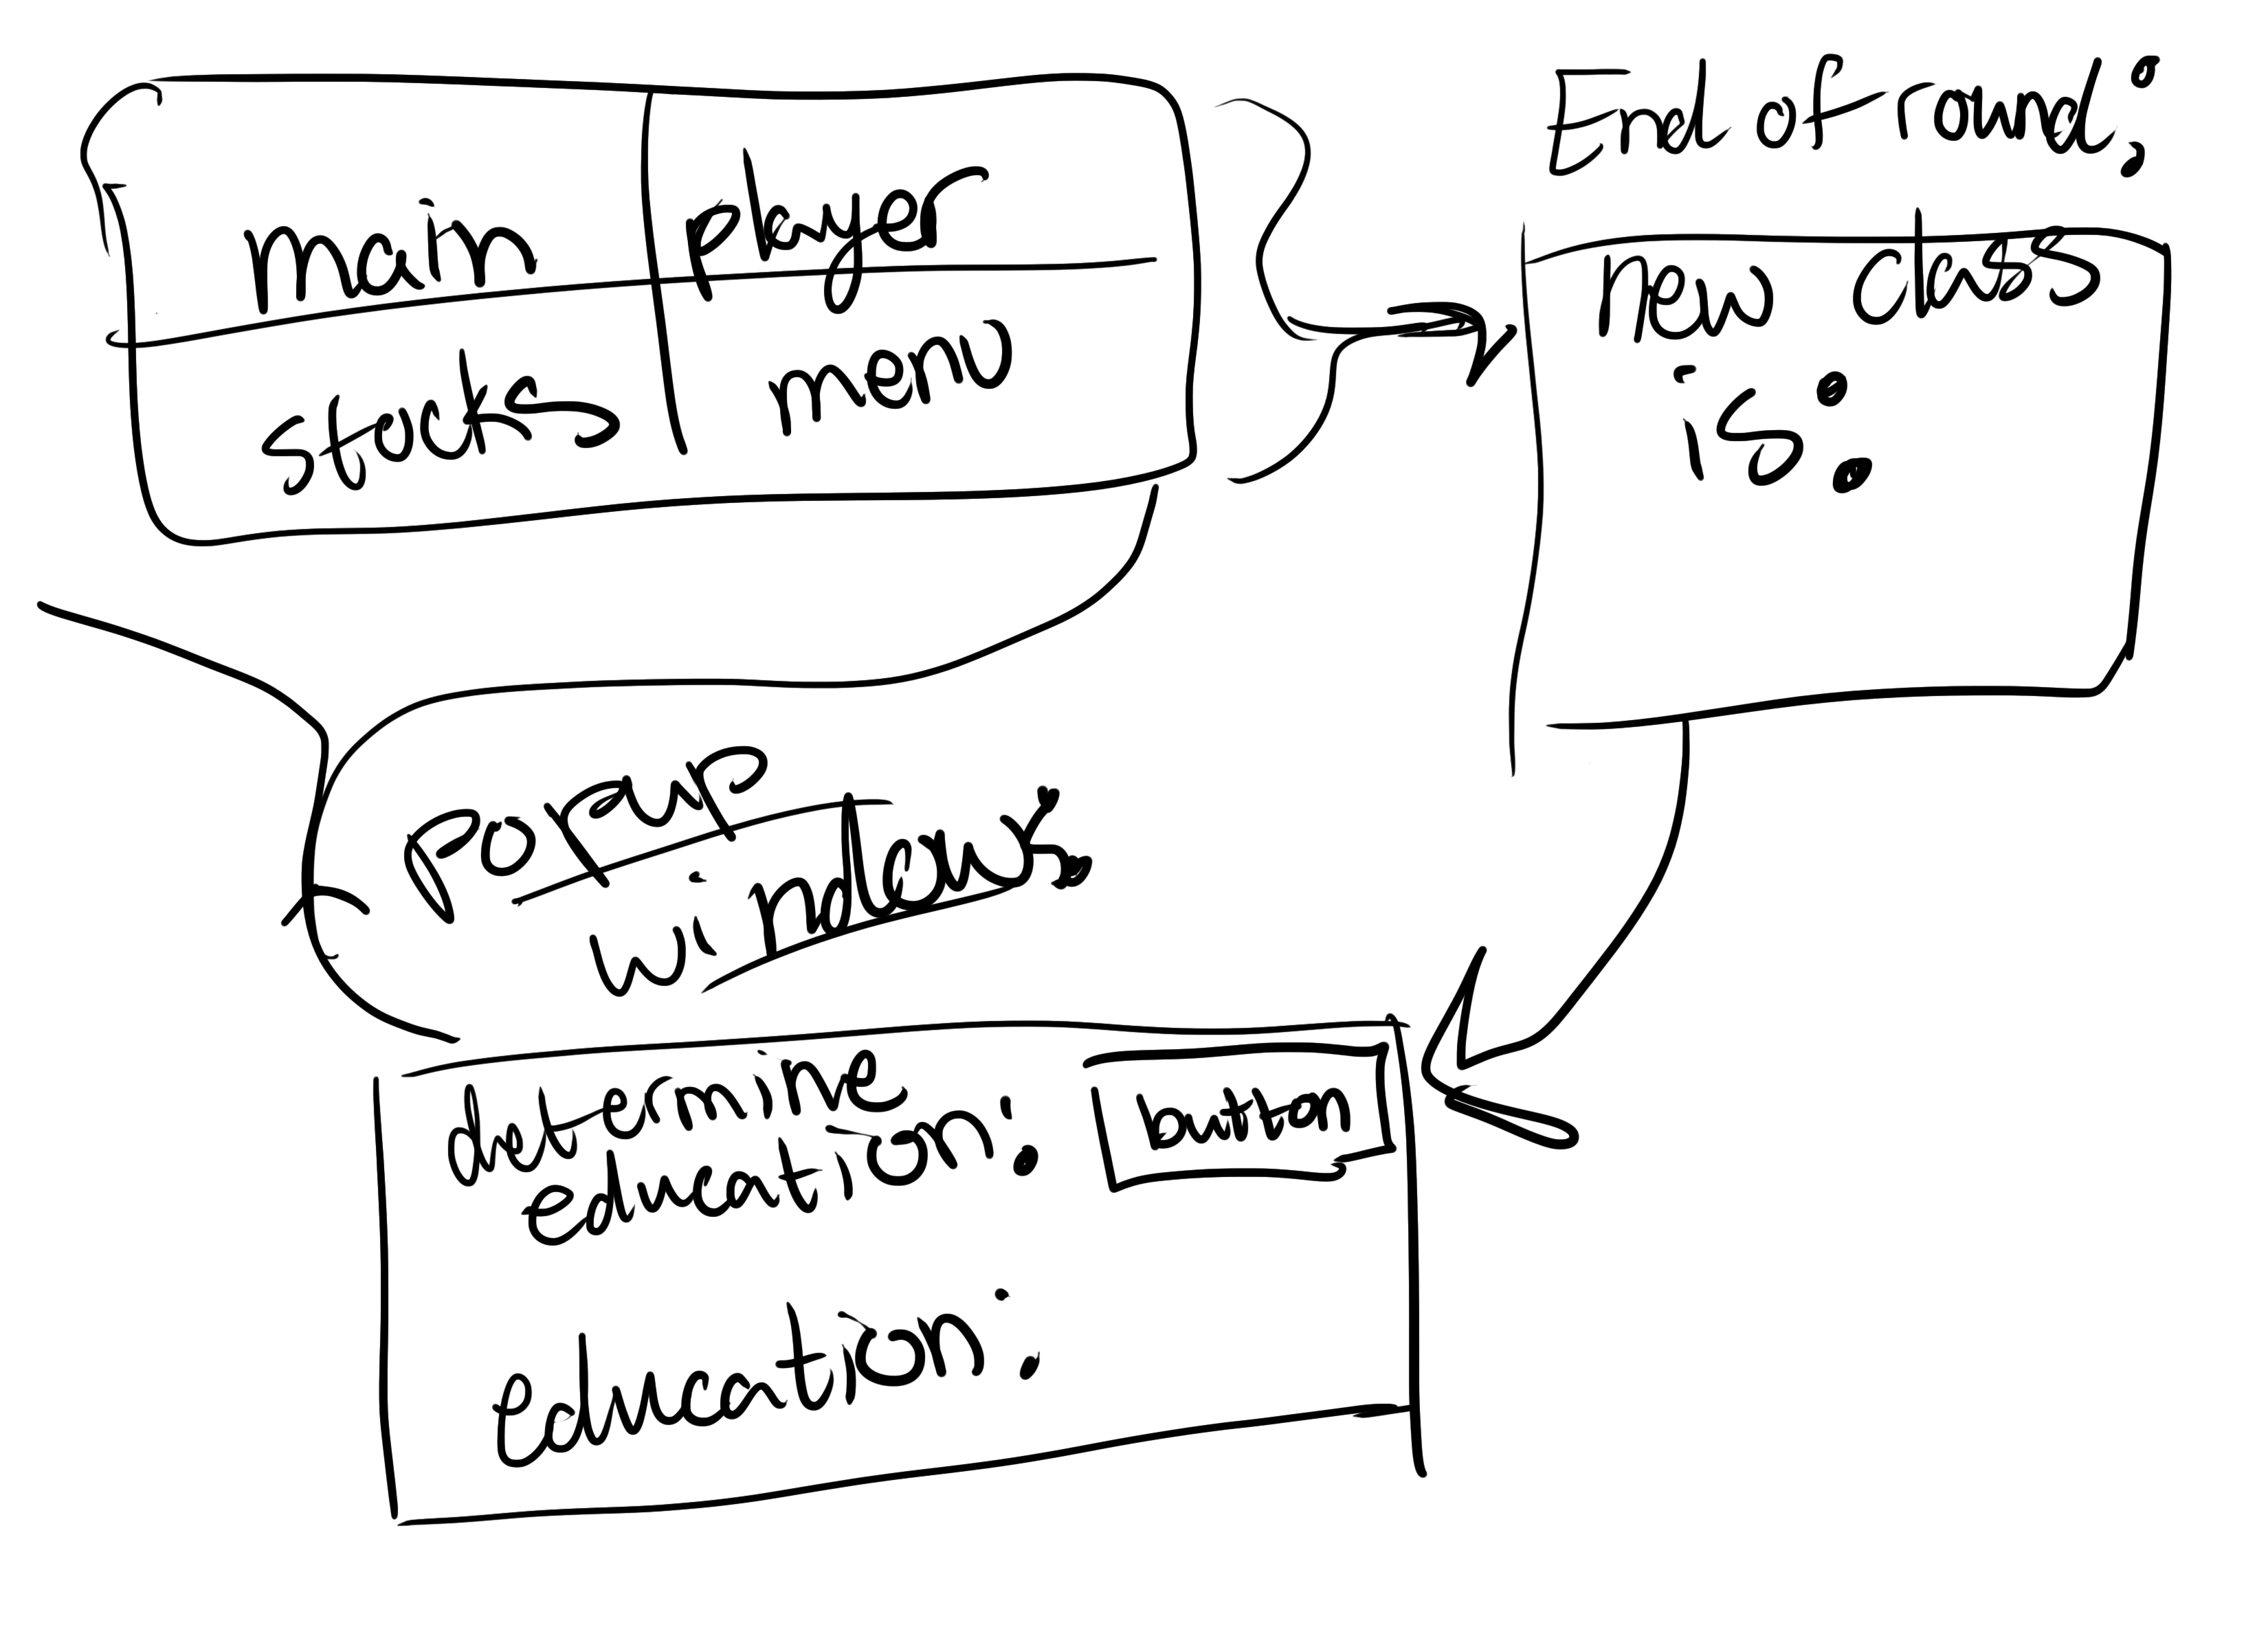 main
player
stocks
menu
End of round:
New class
is:
Popup
windows:
determine
education:
button
education: